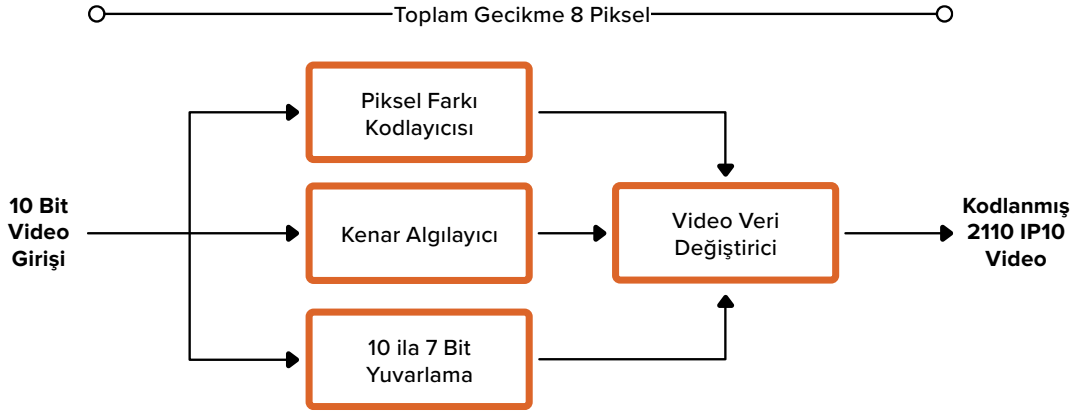 Toplam Gecikme 8 Piksel
Piksel Farkı
Kodlayıcısı
10 Bit
Video
Girişi
Kenar Algılayıcı
Video Veri
Değiştirici
Kodlanmış
2110 IP10
Video
10 ila 7 Bit
Yuvarlama